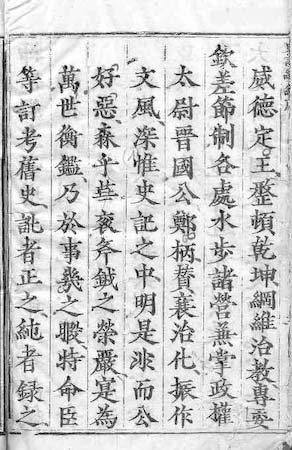 威德定王整頓乾坤綱維治教專委
欽差節制各處水步諸營兼掌政權
太尉晋國公鄭柄賛襄治化振作
文風深惟史記之中明是非而公
好惡森乎些袞斧鉞之榮嚴寔為
萬世衡鑑乃於事幾之暇特命臣
等訂考舊史訛者正之純者録之